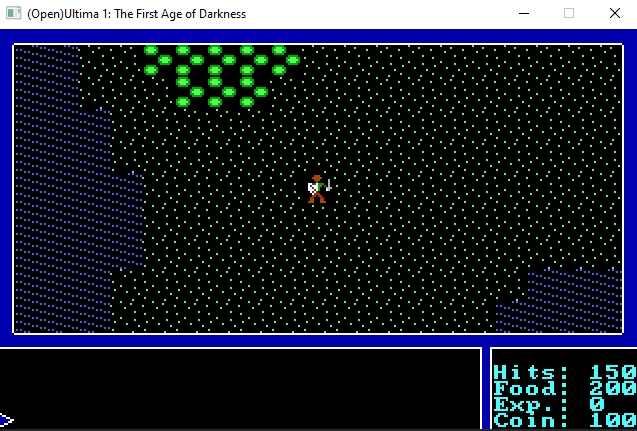 (Open)Ultima 1: The First Age of Darkness
Hits: 150
Food: 200
Exp.: 0
Coin: 100